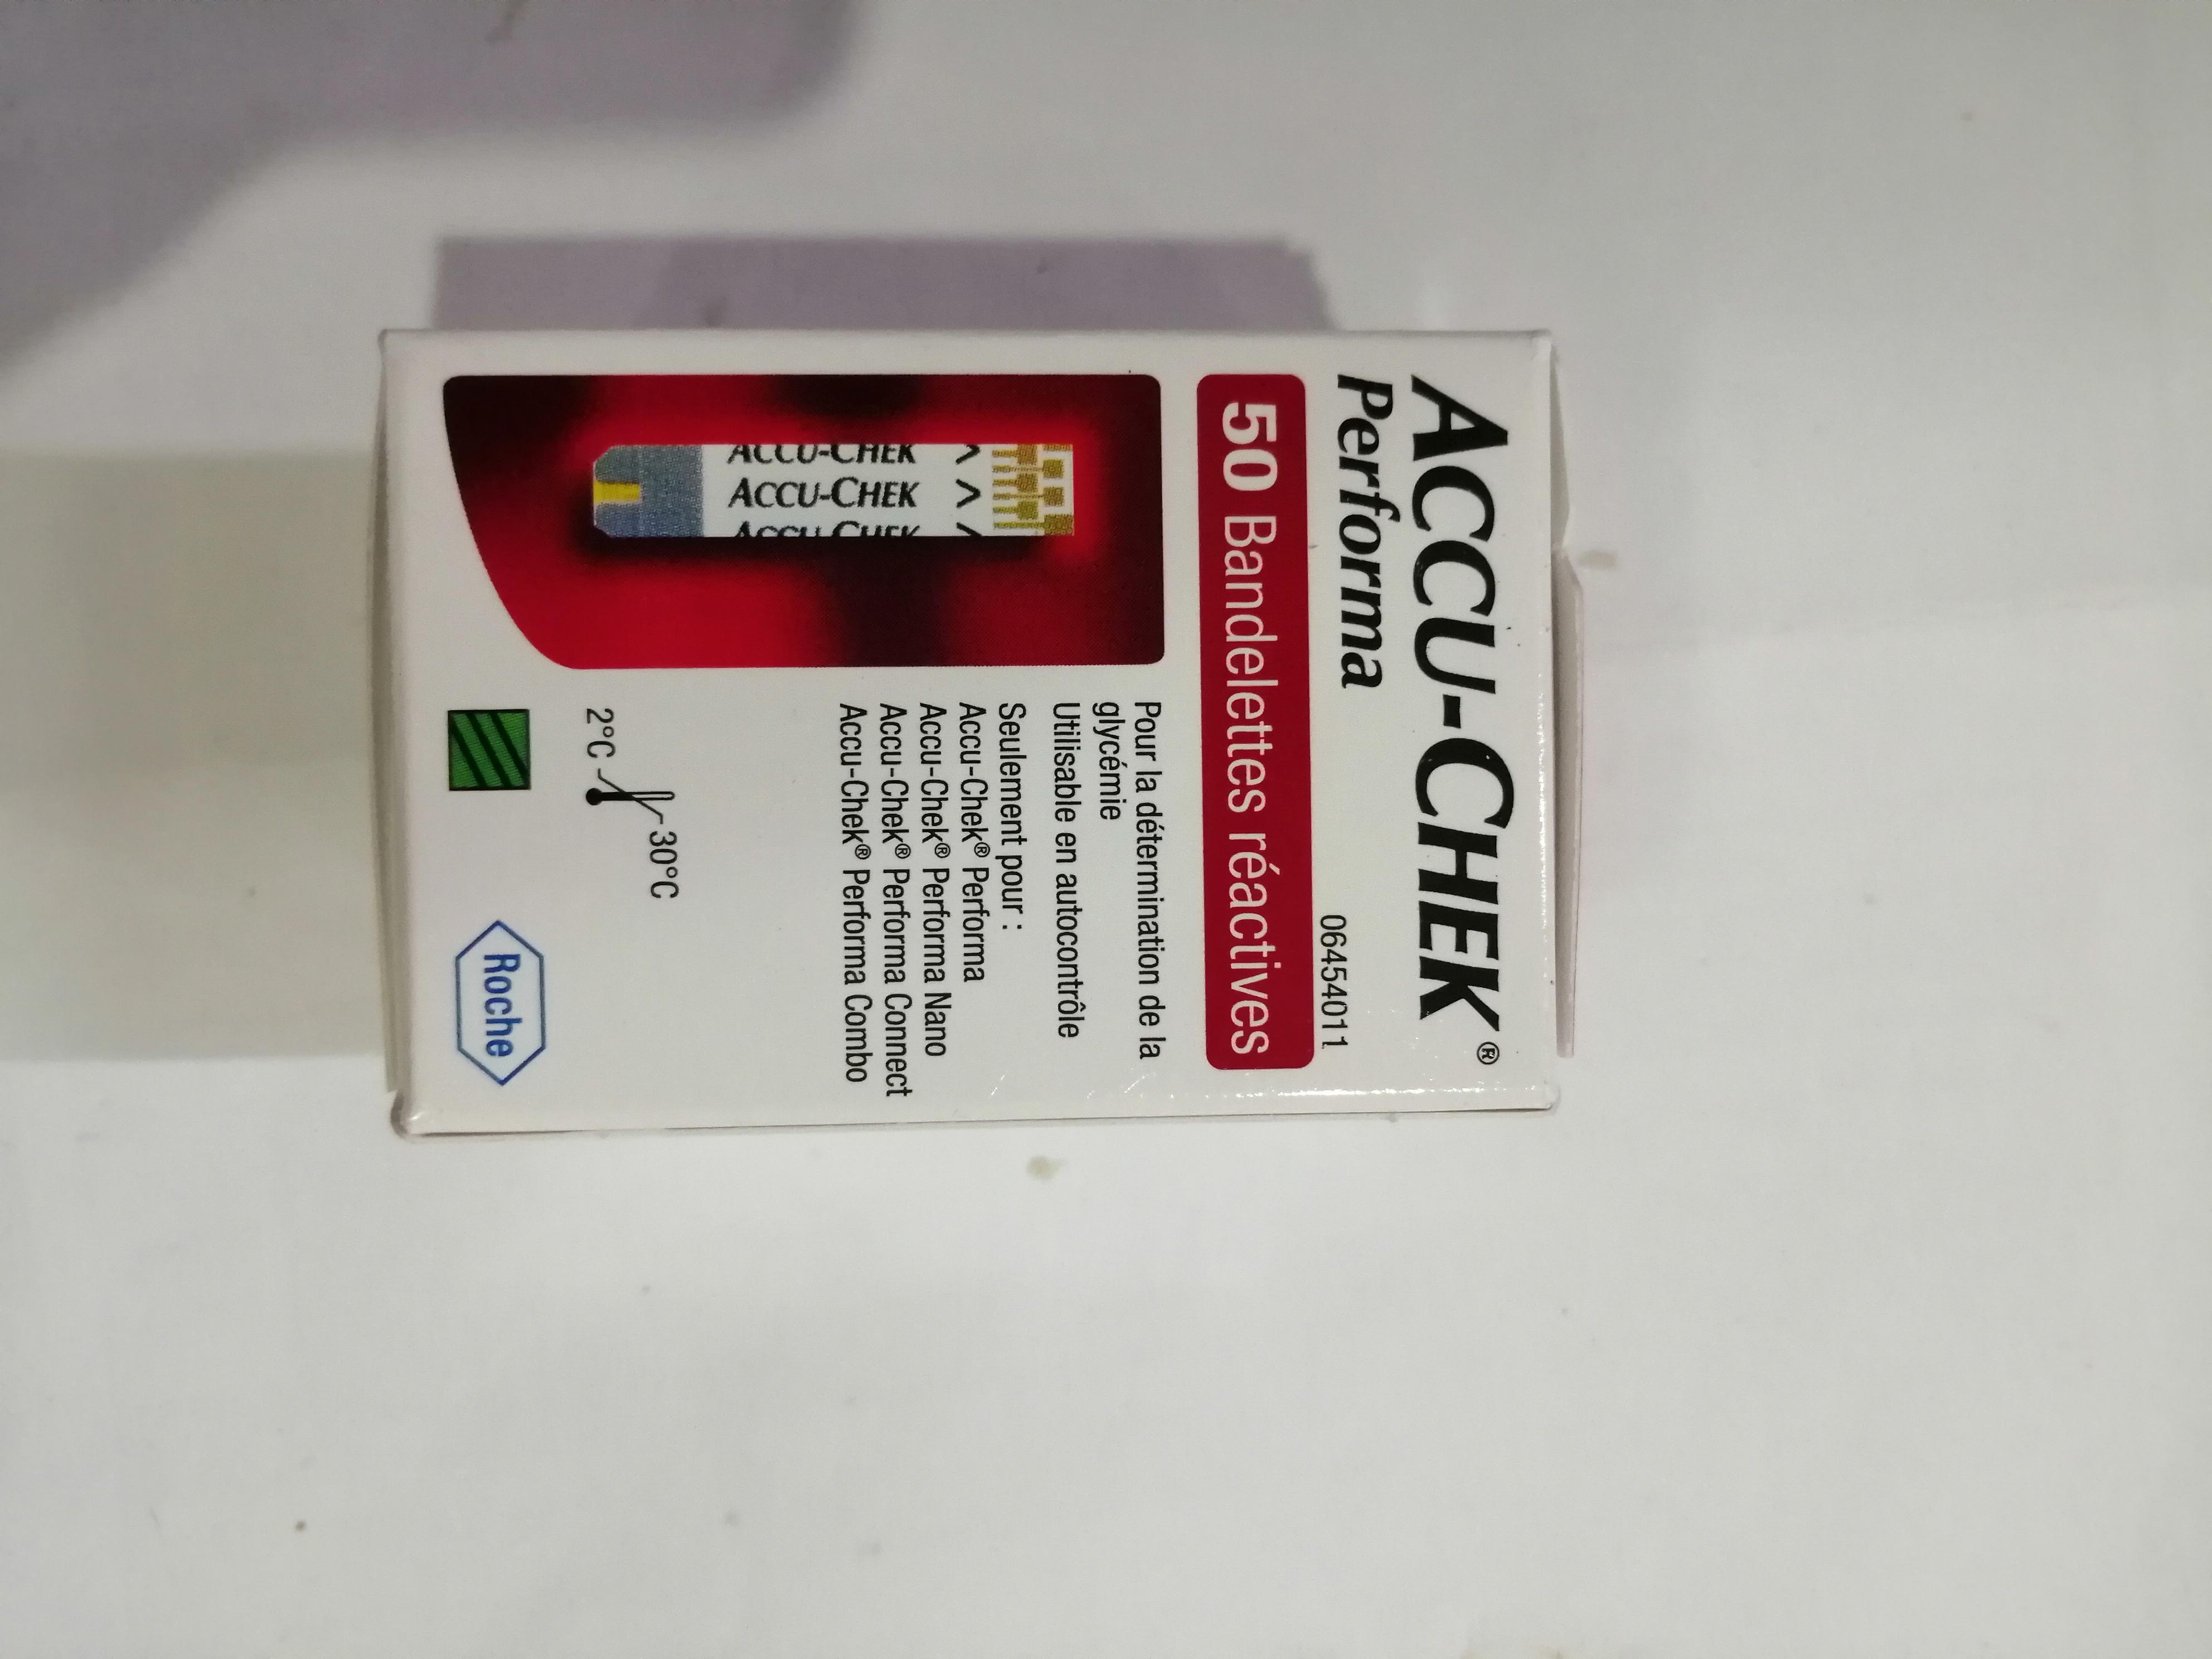 ACCU-CHEK®
Performa
06454011
50 Bandelettes réactives
ACCU-CHEK
ACCU-CHEK
ACCU-CHEK
Pour la détermination de la
glycémie
Utilisable en autocontrôle
Seulement pour :
Accu-Chek® Performa
Accu-Chek® Performa Nano
Accu-Chek® Performa Connect
Accu-Chek® Performa Combo
2°C
30°C
Roche